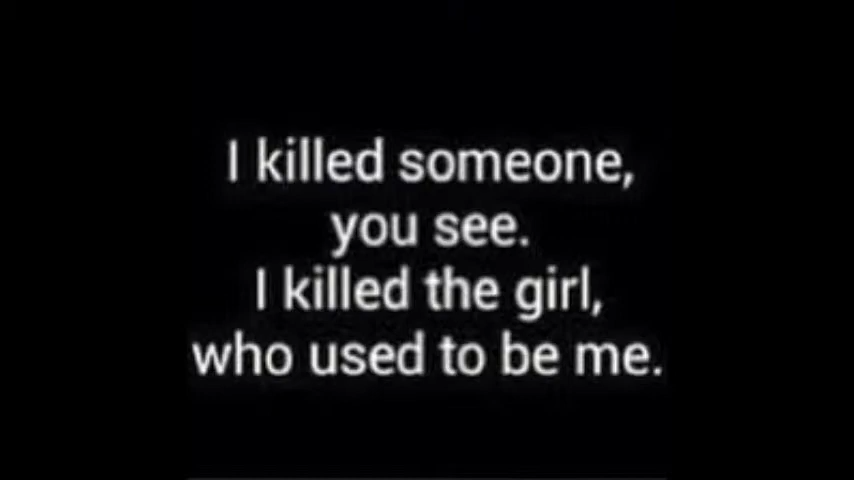 I killed someone,
you see.
I killed the girl,
who used to be me.